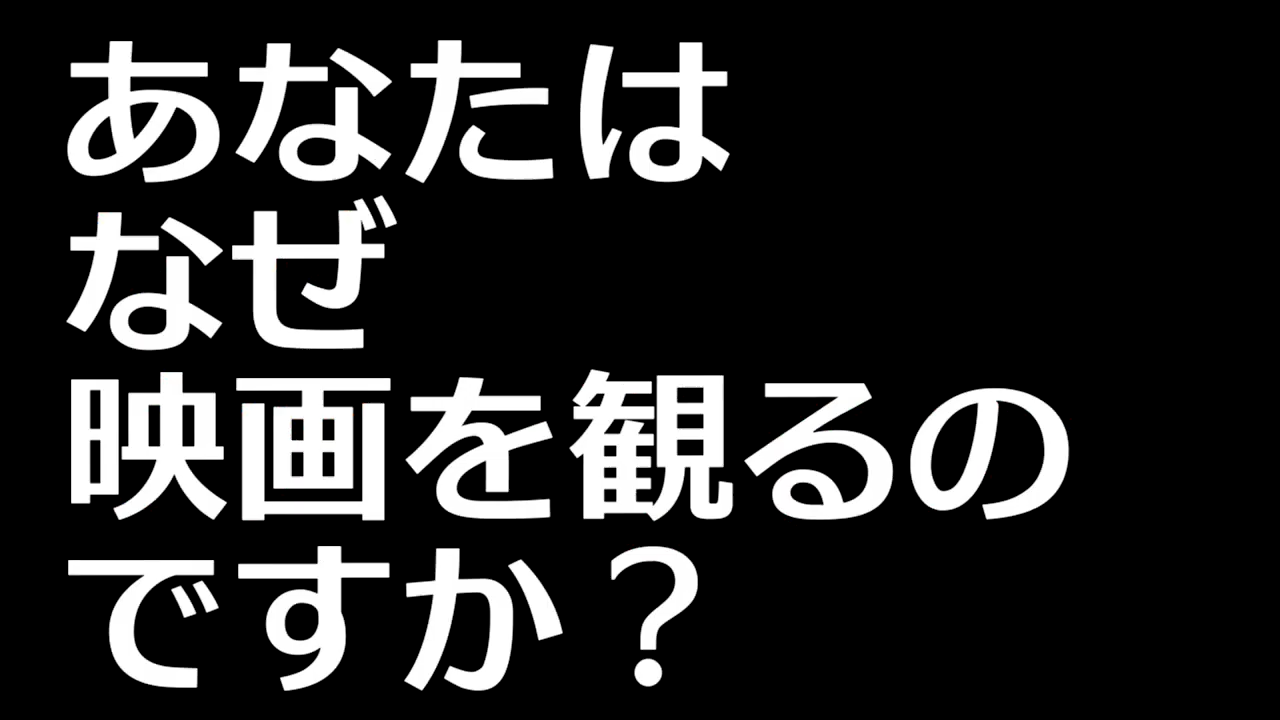 あなたは
なぜ
映画を観るの
ですか？